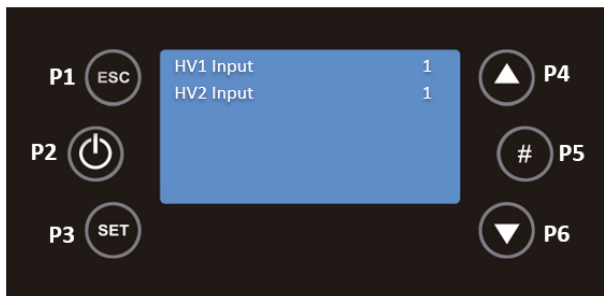 P1 ESC
HV1 Input 1
P4
HV2 Input 1
P2
# P5
P3 SET
P6